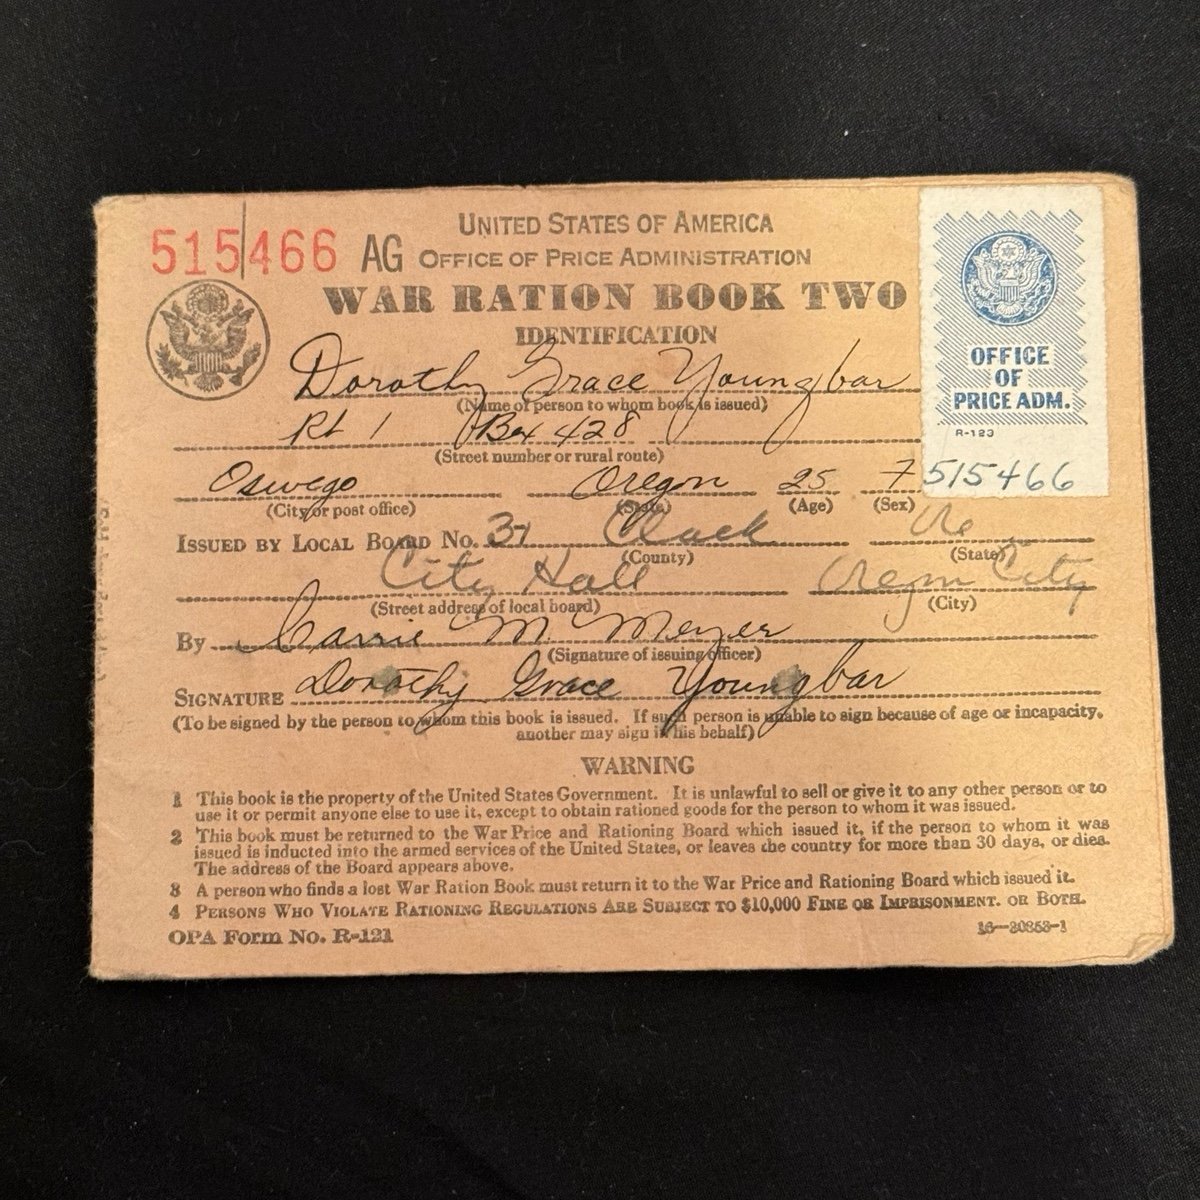 UNITED STATES OF AMERICA
515466 AG OFFICE OF PRICE ADMINISTRATION
WAR RATION BOOK TWO
IDENTIFICATION
OFFICE
OF
PRICE ADM.
R-123
515466
Dorothy Grace Youngbar
(Name of person to whom book is issued)
Rt 1 Box 428
(Street number or rural route)
Oswego Oregon 25 F
(City or post office) (State) (Age) (Sex)
ISSUED BY LOCAL BOARD NO. 3-1 Clack Ore
(County) (State)
City Hall Oregon City
(Street address of local board) (City)
By Carrie M. Meyer
(Signature of issuing officer)
SIGNATURE Dorothy Grace Youngbar
(To be signed by the person to whom this book is issued. If such person is unable to sign because of age or incapacity,
another may sign in his behalf)
WARNING
1 This book is the property of the United States Government. It is unlawful to sell or give it to any other person or to
use it or permit anyone else to use it, except to obtain rationed goods for the person to whom it was issued.
2 This book must be returned to the War Price and Rationing Board which issued it, if the person to whom it was
issued is inducted into the armed services of the United States, or leaves the country for more than 30 days, or dies.
The address of the Board appears above.
3 A person who finds a lost War Ration Book must return it to the War Price and Rationing Board which issued it.
4 PERSONS WHO VIOLATE RATIONING REGULATIONS ARE SUBJECT TO $10,000 FINE OR IMPRISONMENT, OR BOTH.
OPA Form No. R-121 16—30853-1